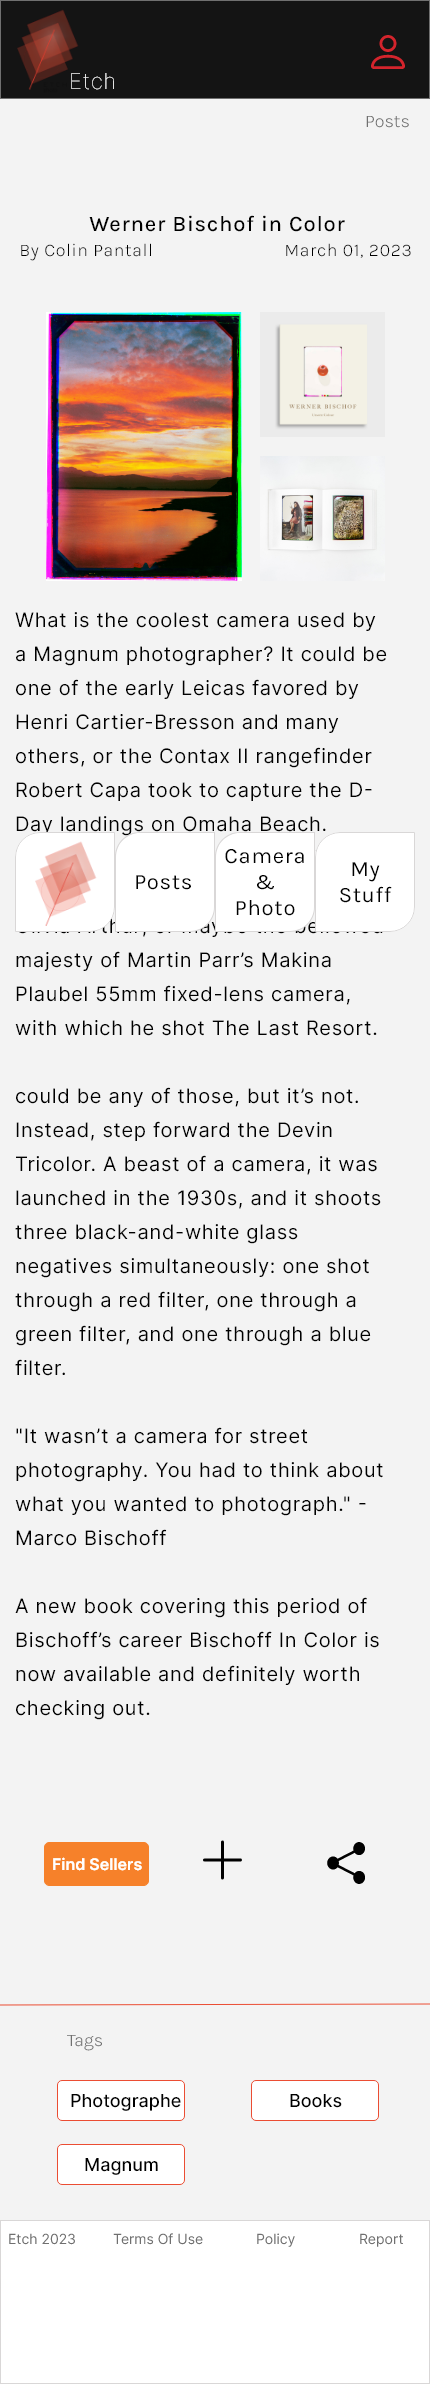 Etch
Posts
Werner Bischof in Color
By Colin Pantall March 01, 2023
WERNER BISCHOF
What is the coolest camera used by
a Magnum photographer? It could be
one of the early Leicas favored by
Henri Cartier-Bresson and many
others, or the Contax II rangefinder
Robert Capa took to capture the D-
Day landings on Omaha Beach.
Posts
Camera
&
Photo
My
Stuff
majesty of Martin Parr’s Makina
Plaubel 55mm fixed-lens camera,
with which he shot The Last Resort.
could be any of those, but it’s not.
Instead, step forward the Devin
Tricolor. A beast of a camera, it was
launched in the 1930s, and it shoots
three black-and-white glass
negatives simultaneously: one shot
through a red filter, one through a
green filter, and one through a blue
filter.
"It wasn’t a camera for street
photography. You had to think about
what you wanted to photograph." -
Marco Bischoff
A new book covering this period of
Bischoff’s career Bischoff In Color is
now available and definitely worth
checking out.
Find Sellers
Tags
Photographe
Books
Magnum
Etch 2023 Terms Of Use Policy Report